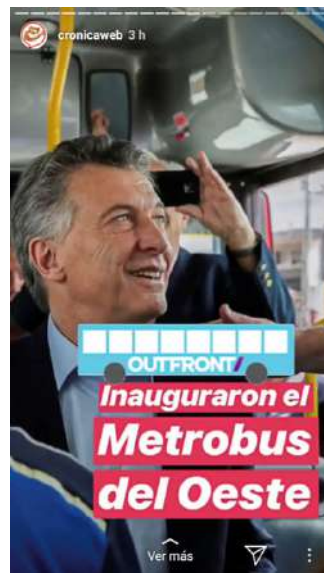 cronicaweb 3 h
OUTFRONT/
Inauguraron el
Metrobus
del Oeste
Ver más